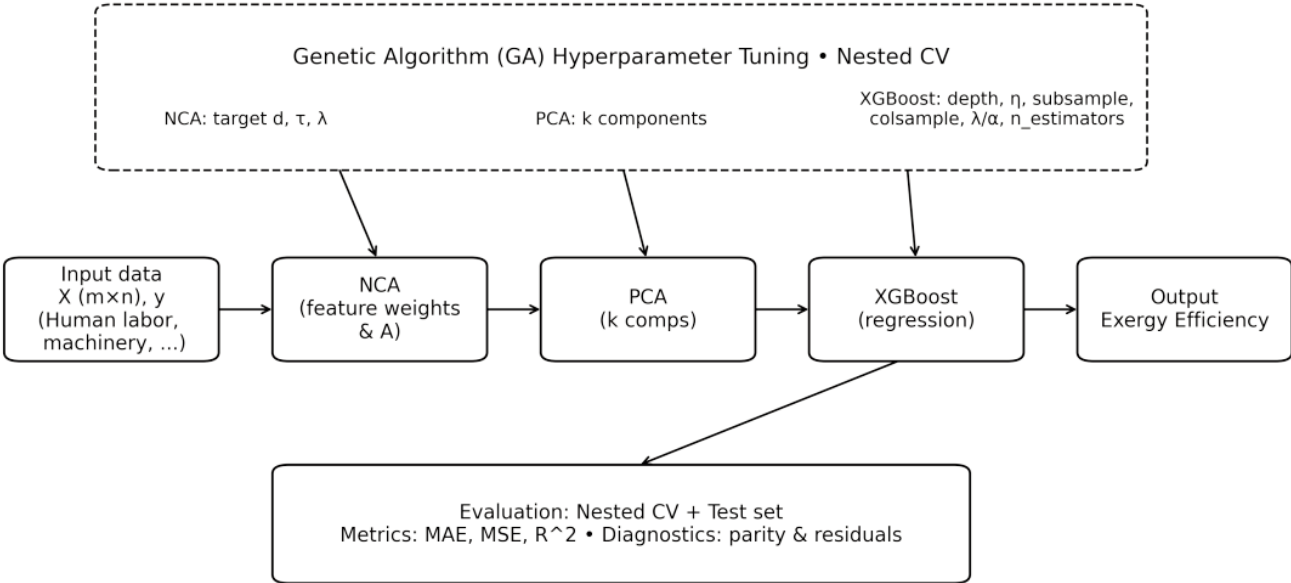 Genetic Algorithm (GA) Hyperparameter Tuning • Nested CV
NCA: target d, τ, λ
PCA: k components
XGBoost: depth, η, subsample,
colsample, λ/α, n_estimators
Input data
X (m×n), y
(Human labor,
machinery, ...)
NCA
(feature weights
& A)
PCA
(k comps)
XGBoost
(regression)
Output
Exergy Efficiency
Evaluation: Nested CV + Test set
Metrics: MAE, MSE, R^2 • Diagnostics: parity & residuals